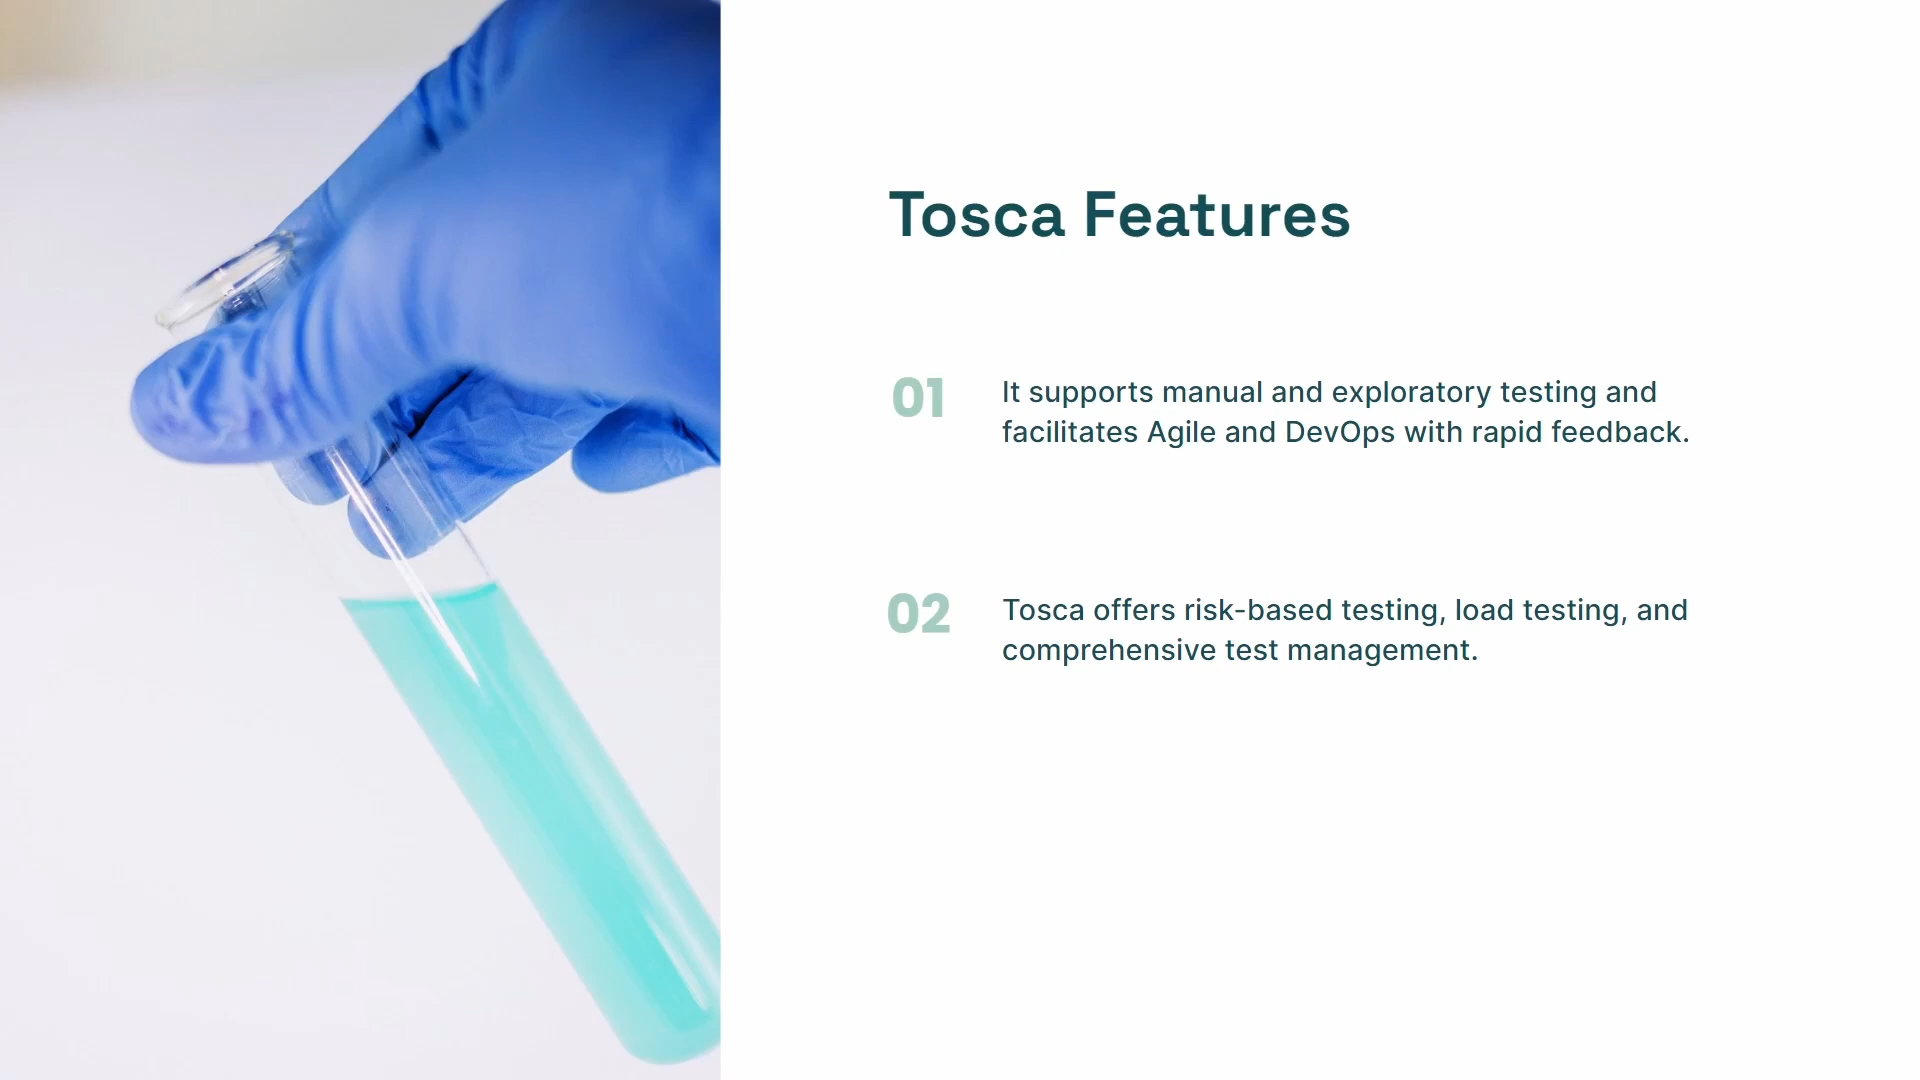 Tosca Features
01
It supports manual and exploratory testing and
facilitates Agile and DevOps with rapid feedback.
02
Tosca offers risk-based testing, load testing, and
comprehensive test management.